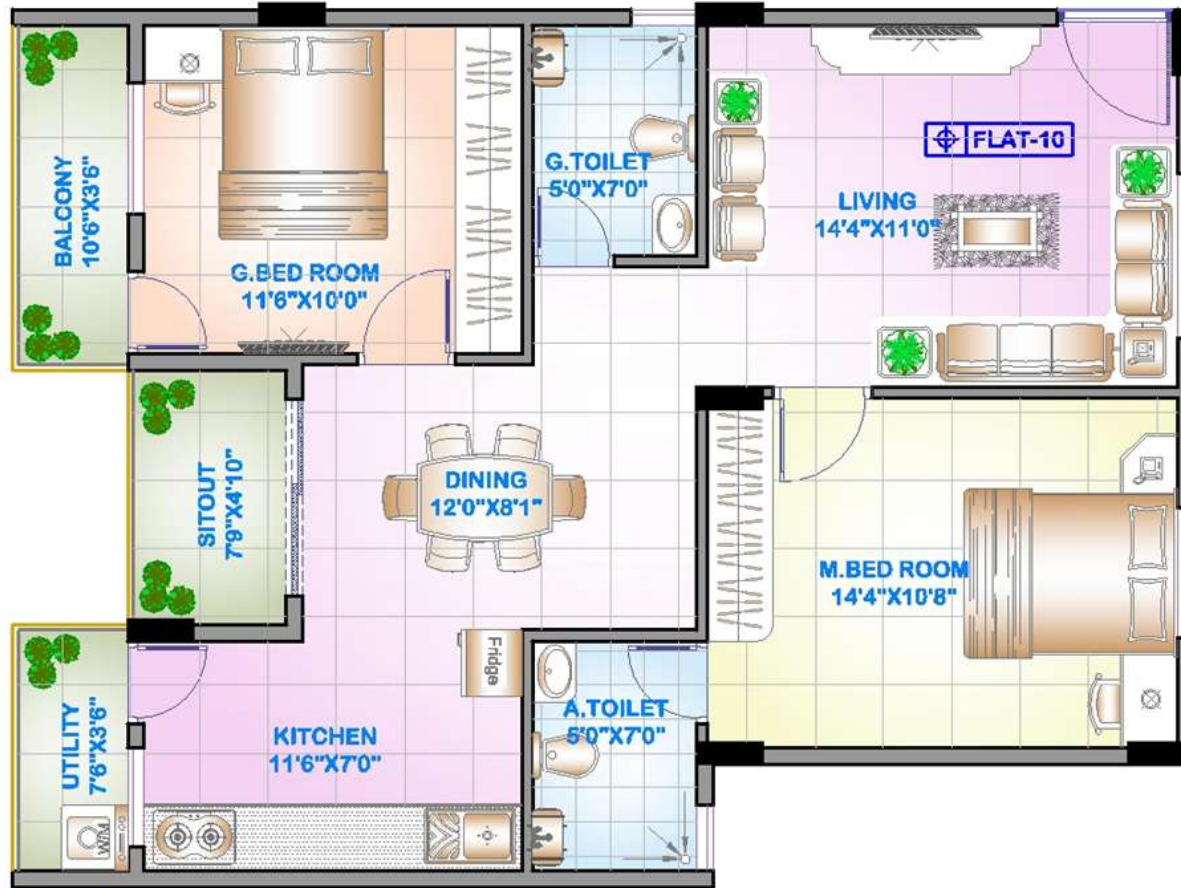 BALCONY
10'6"X3'6"
G.BED ROOM
11'6"X10'0"
G.TOILET
5'0"X7'0"
FLAT-10
LIVING
14'4"X11'0"
SITOUT
7'9"X4'10"
DINING
12'0"X8'1"
M.BED ROOM
14'4"X10'8"
UTILITY
7'6"X3'6"
W/M
KITCHEN
11'6"X7'0"
Fridge
A.TOILET
5'0"X7'0"